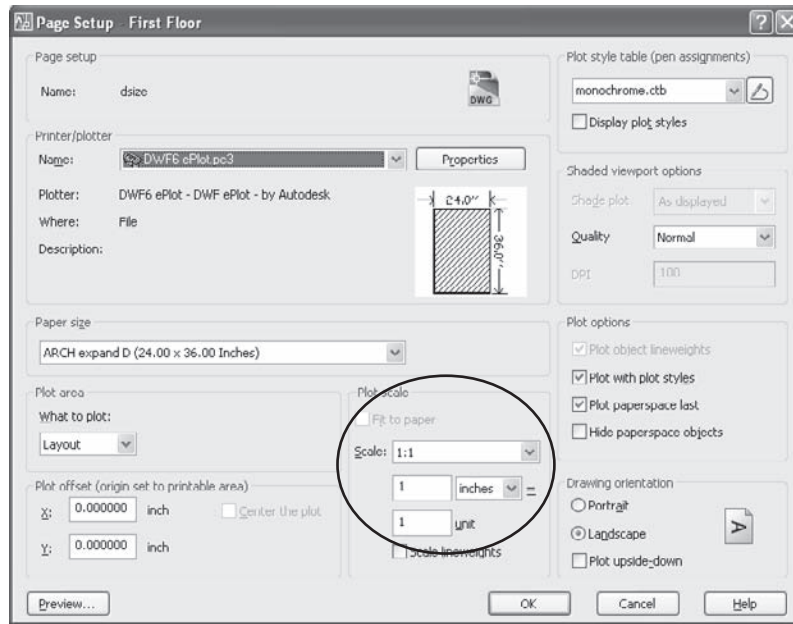 Page Setup - First Floor
Page setup
Name: dsize
DWG
Printer/plotter
Name: DWF6 ePlot.pc3
Properties
Plotter: DWF6 ePlot - DWF ePlot - by Autodesk
Where: File
Description:
24.0''
36.0''
Paper size
ARCH expand D (24.00 x 36.00 Inches)
Plot area
What to plot:
Layout
Plot offset (origin set to printable area)
X: 0.000000 inch
Center the plot
Y: 0.000000 inch
Plot scale
Fit to paper
Scale: 1:1
1 inches =
1 unit
Scale lineweights
Plot style table (pen assignments)
monochrome.ctb
Display plot styles
Shaded viewport options
Shade plot As displayed
Quality Normal
DPI 100
Plot options
Plot object lineweights
Plot with plot styles
Plot paperspace last
Hide paperspace objects
Drawing orientation
Portrait
Landscape
A
Plot upside-down
Preview...
OK
Cancel
Help